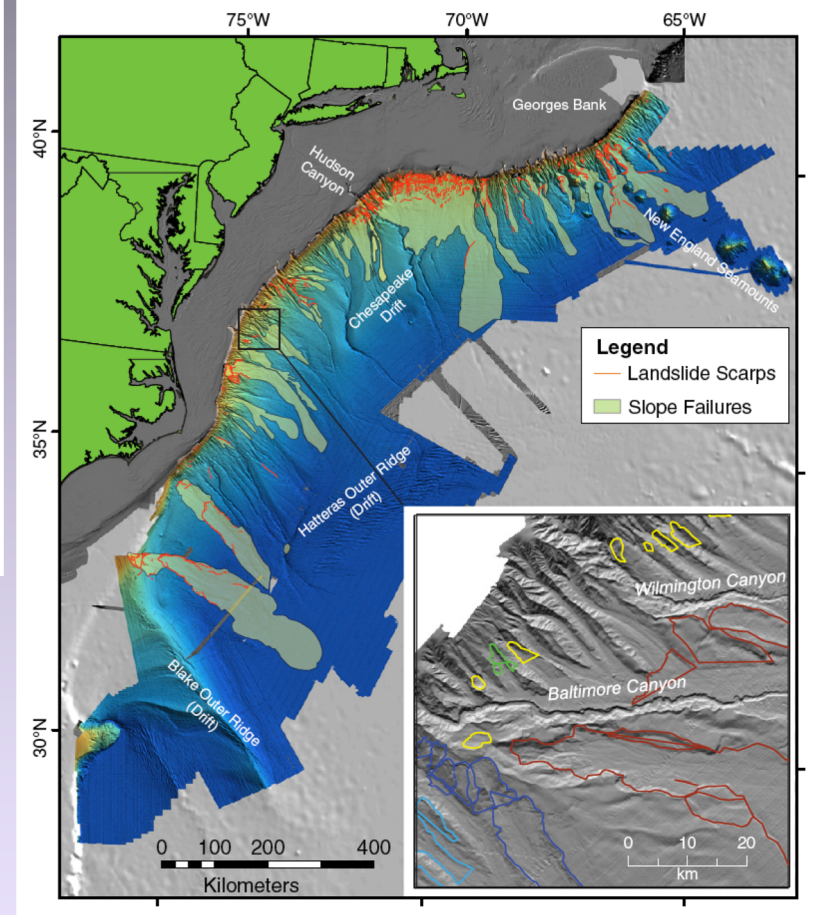 75°W
70°W
65°W
40°N
35°N
30°N
Georges Bank
Hudson
Canyon
New England Seamounts
Chesapeake
Drift
Legend
Landslide Scarps
Slope Failures
Hatteras Outer Ridge
(Drift)
Blake Outer Ridge
(Drift)
Wilmington Canyon
Baltimore Canyon
0 10 20
km
0 100 200 400
Kilometers